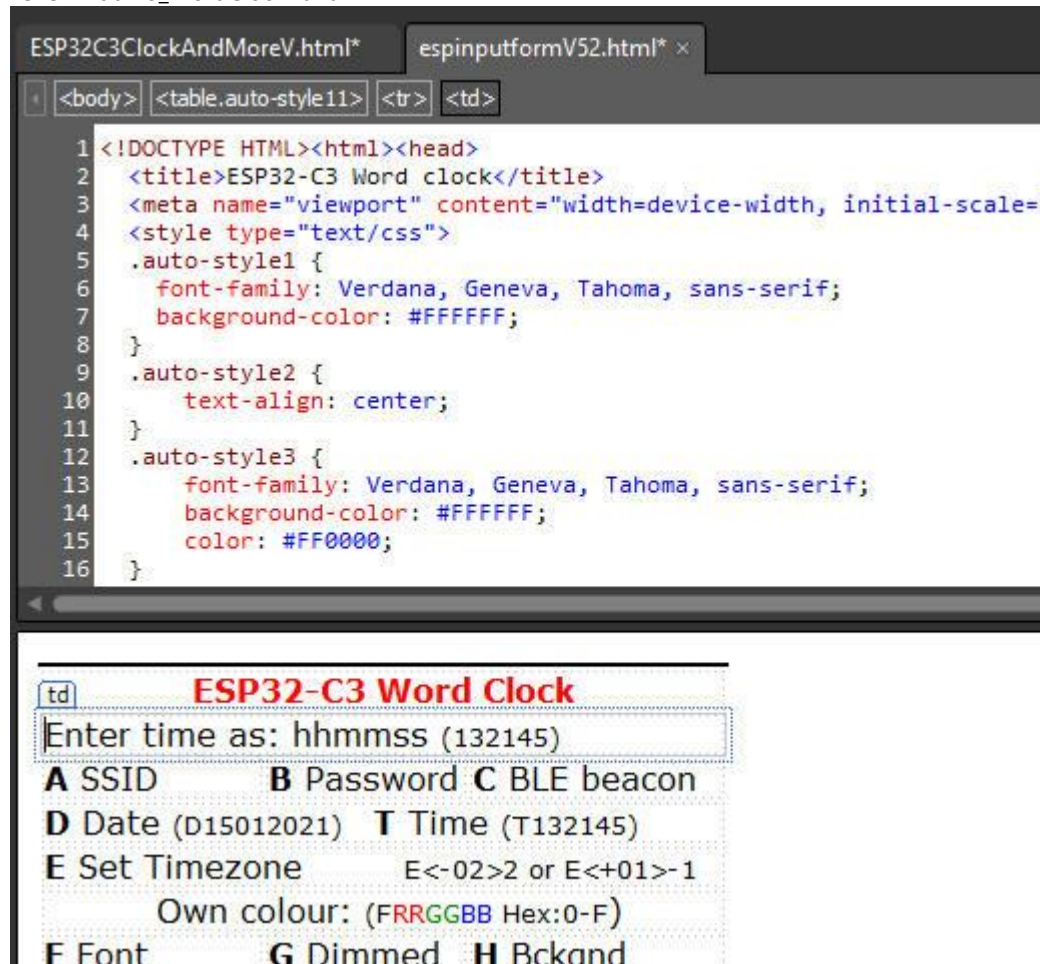 ESP32C3ClockAndMoreV.html* espinputformV52.html* ×
<body> <table.auto-style11> <tr> <td>
1 <!DOCTYPE HTML><html><head>
2 <title>ESP32-C3 Word clock</title>
3 <meta name="viewport" content="width=device-width, initial-scale=
4 <style type="text/css">
5 .auto-style1 {
6 font-family: Verdana, Geneva, Tahoma, sans-serif;
7 background-color: #FFFFFF;
8 }
9 .auto-style2 {
10 text-align: center;
11 }
12 .auto-style3 {
13 font-family: Verdana, Geneva, Tahoma, sans-serif;
14 background-color: #FFFFFF;
15 color: #FF0000;
16 }
td ESP32-C3 Word Clock
Enter time as: hhmmss (132145)
A SSID B Password C BLE beacon
D Date (D15012021) T Time (T132145)
E Set Timezone E<-02>2 or E<+01>-1
Own colour: (FRRGGBB Hex:0-F)
F Font G Dimmed H Bckgnd